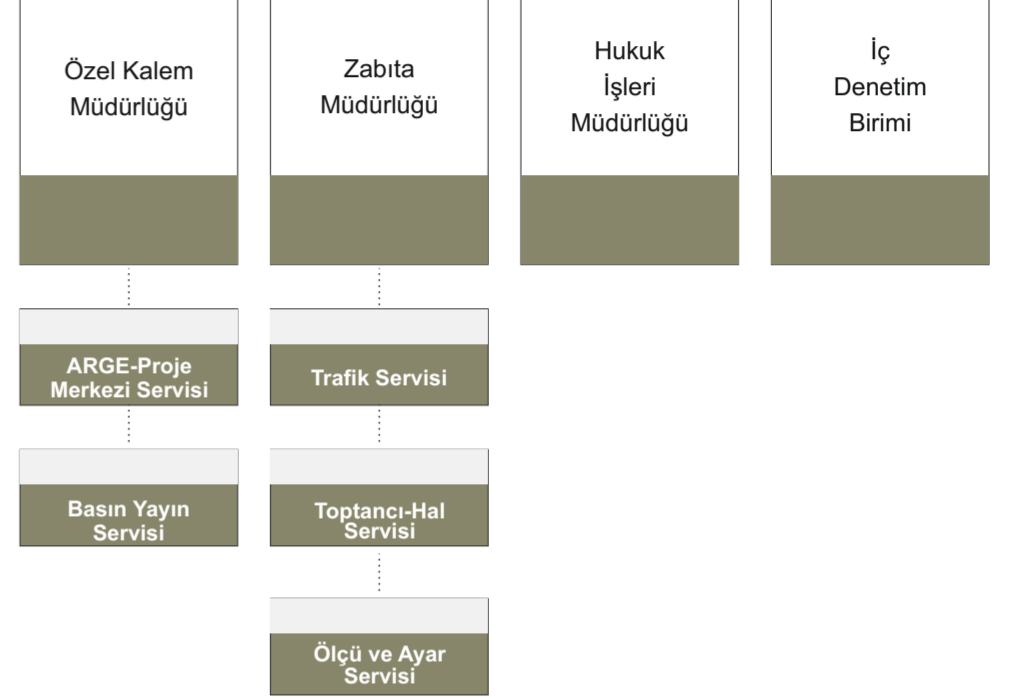 Özel Kalem
Müdürlüğü
Zabıta
Müdürlüğü
Hukuk
İşleri
Müdürlüğü
İç
Denetim
Birimi
ARGE-Proje
Merkezi Servisi
Trafik Servisi
Basın Yayın
Servisi
Toptancı-Hal
Servisi
Ölçü ve Ayar
Servisi